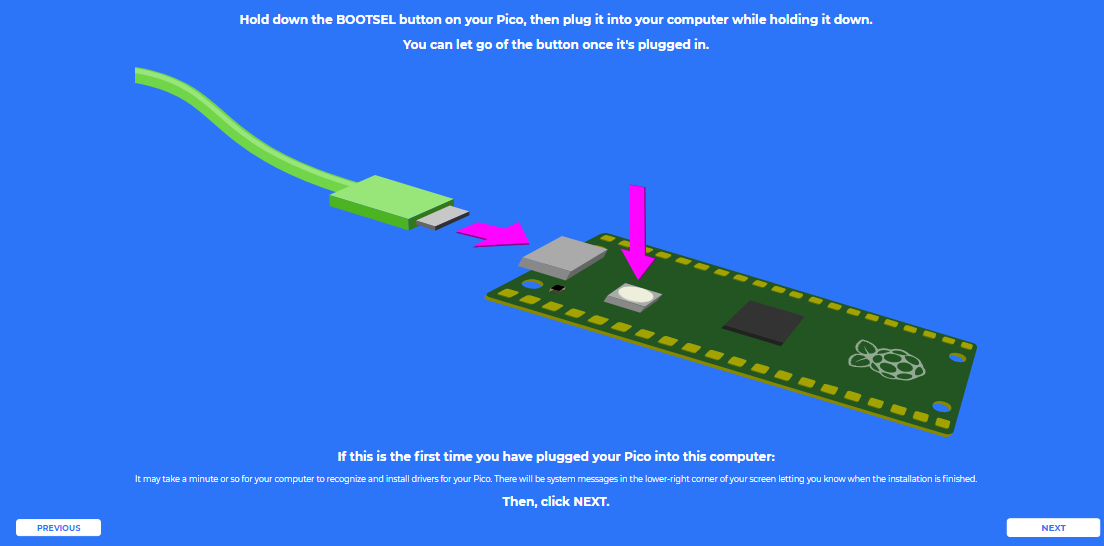 Hold down the BOOTSEL button on your Pico, then plug it into your computer while holding it down.
You can let go of the button once it's plugged in.
If this is the first time you have plugged your Pico into this computer:
It may take a minute or so for your computer to recognize and install drivers for your Pico. There will be system messages in the lower-right corner of your screen letting you know when the installation is finished.
Then, click NEXT.
PREVIOUS
NEXT